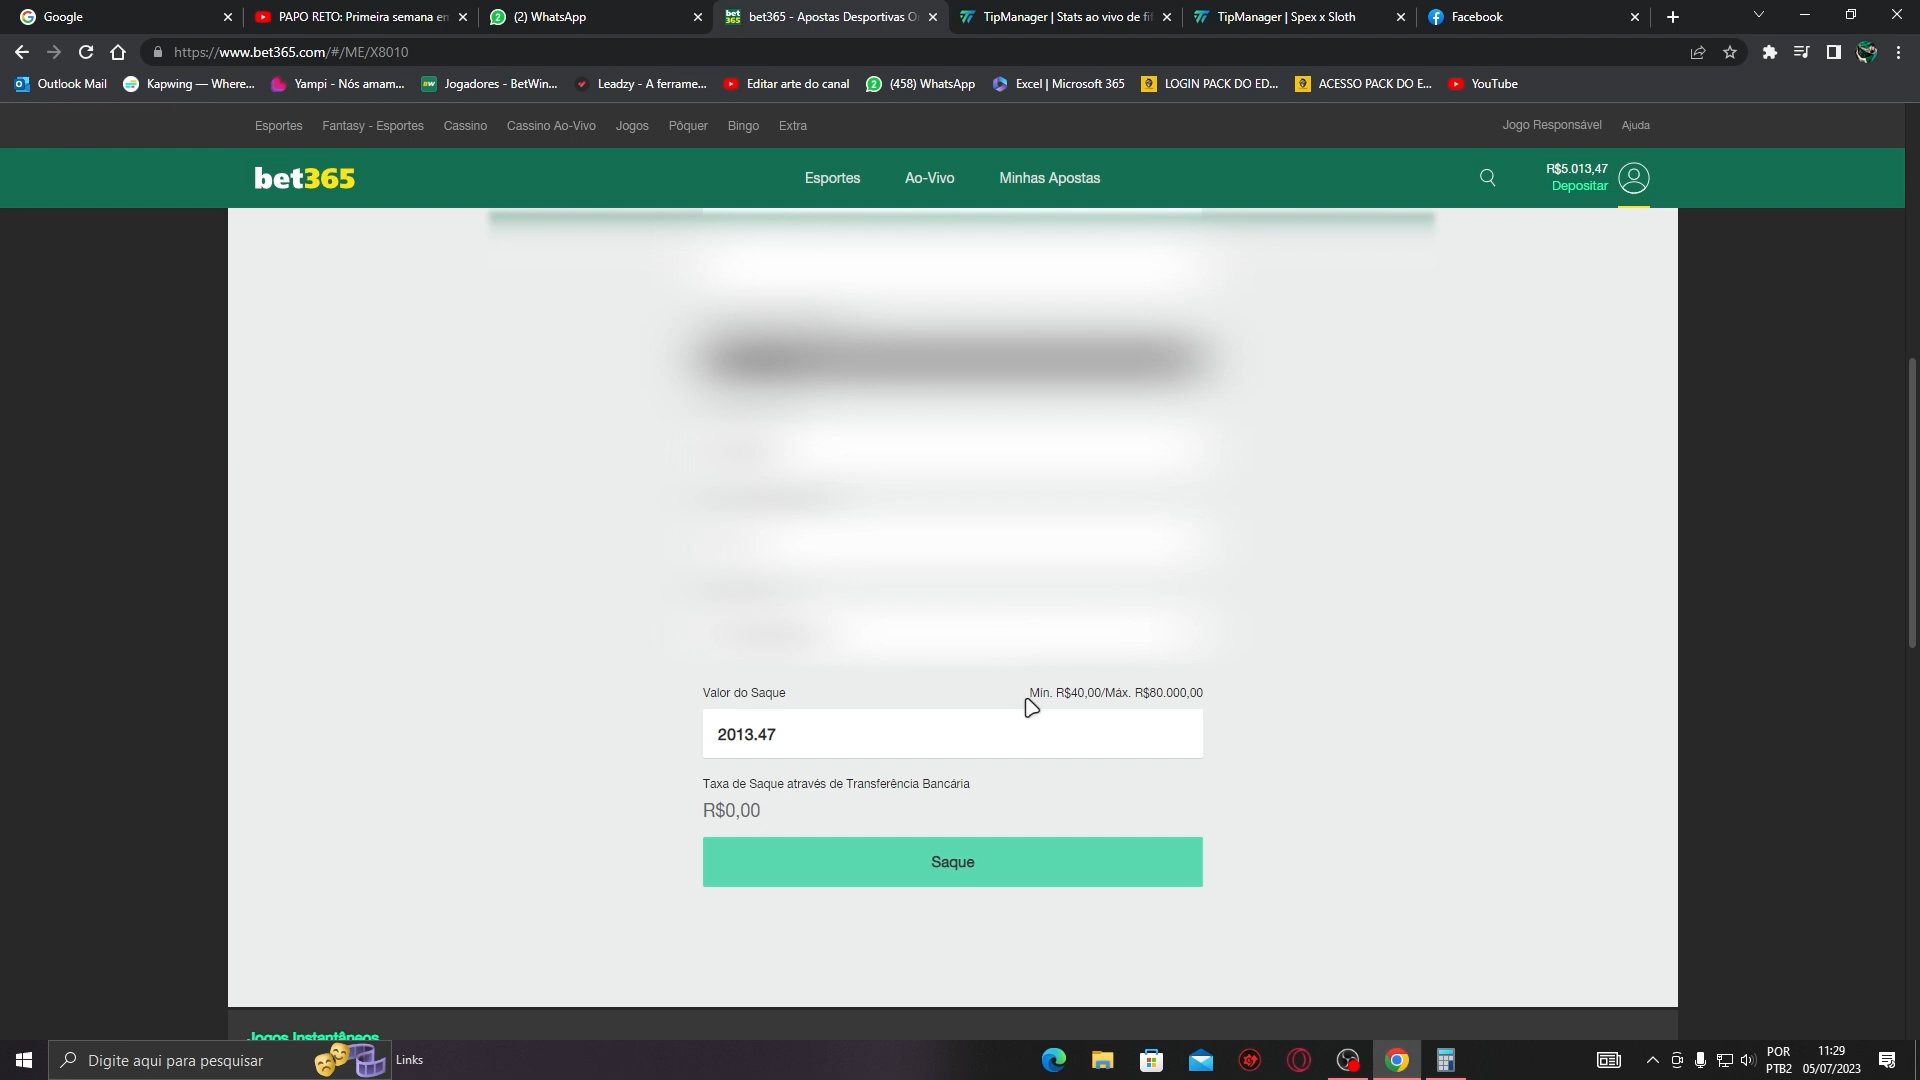 Google
PAPO RETO: Primeira semana en
(2) WhatsApp
bet365 - Apostas Desportivas O
TipManager | Stats ao vivo de fif
TipManager | Spex x Sloth
Facebook
https://www.bet365.com/#/ME/X8010
Outlook Mail
Kapwing — Where...
Yampi - Nós amam...
Jogadores - BetWin...
Leadzy - A ferrame...
Editar arte do canal
(458) WhatsApp
Excel | Microsoft 365
LOGIN PACK DO ED...
ACESSO PACK DO E...
YouTube
Esportes
Fantasy - Esportes
Cassino
Cassino Ao-Vivo
Jogos
Pôquer
Bingo
Extra
Jogo Responsável
Ajuda
bet365
Esportes
Ao-Vivo
Minhas Apostas
R$5.013,47
Depositar
Valor do Saque
Mín. R$40,00/Máx. R$80.000,00
2013.47
Taxa de Saque através de Transferência Bancária
R$0,00
Saque
Jogos Instantâneos
Digite aqui para pesquisar
Links
POR
PTB2
11:29
05/07/2023